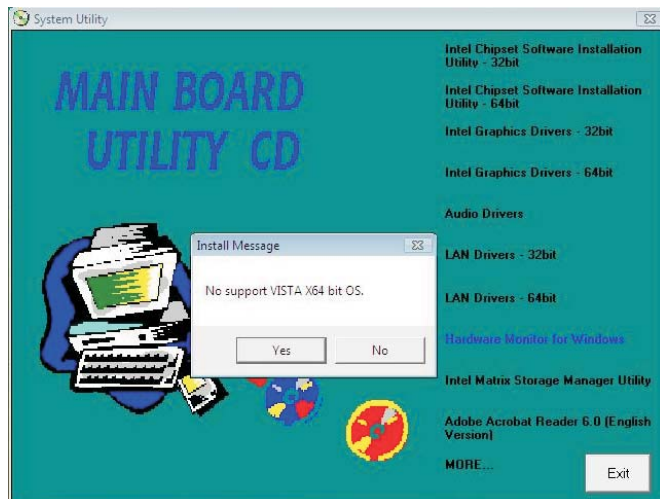 System Utility
MAIN BOARD
UTILITY CD
Intel Chipset Software Installation
Utility - 32bit
Intel Chipset Software Installation
Utility - 64bit
Intel Graphics Drivers - 32bit
Intel Graphics Drivers - 64bit
Audio Drivers
LAN Drivers - 32bit
LAN Drivers - 64bit
Hardware Monitor for Windows
Intel Matrix Storage Manager Utility
Adobe Acrobat Reader 6.0 (English
Version)
MORE...
Exit
Install Message
No support VISTA X64 bit OS.
Yes
No